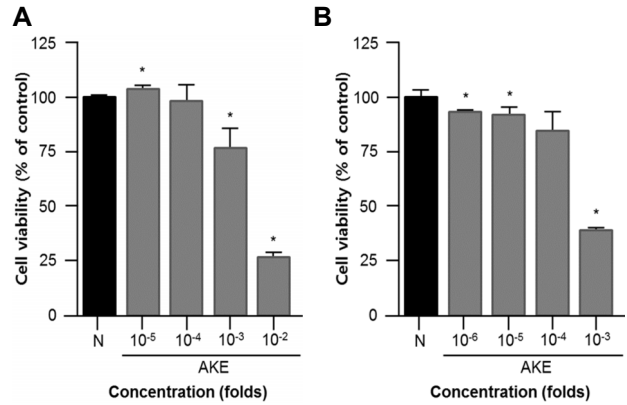 A
Cell viability (% of control)
125
100
75
50
25
0
*
*
*
N
10-5
10-4
10-3
10-2
AKE
Concentration (folds)
B
Cell viability (% of control)
125
100
75
50
25
0
*
*
*
N
10-6
10-5
10-4
10-3
AKE
Concentration (folds)